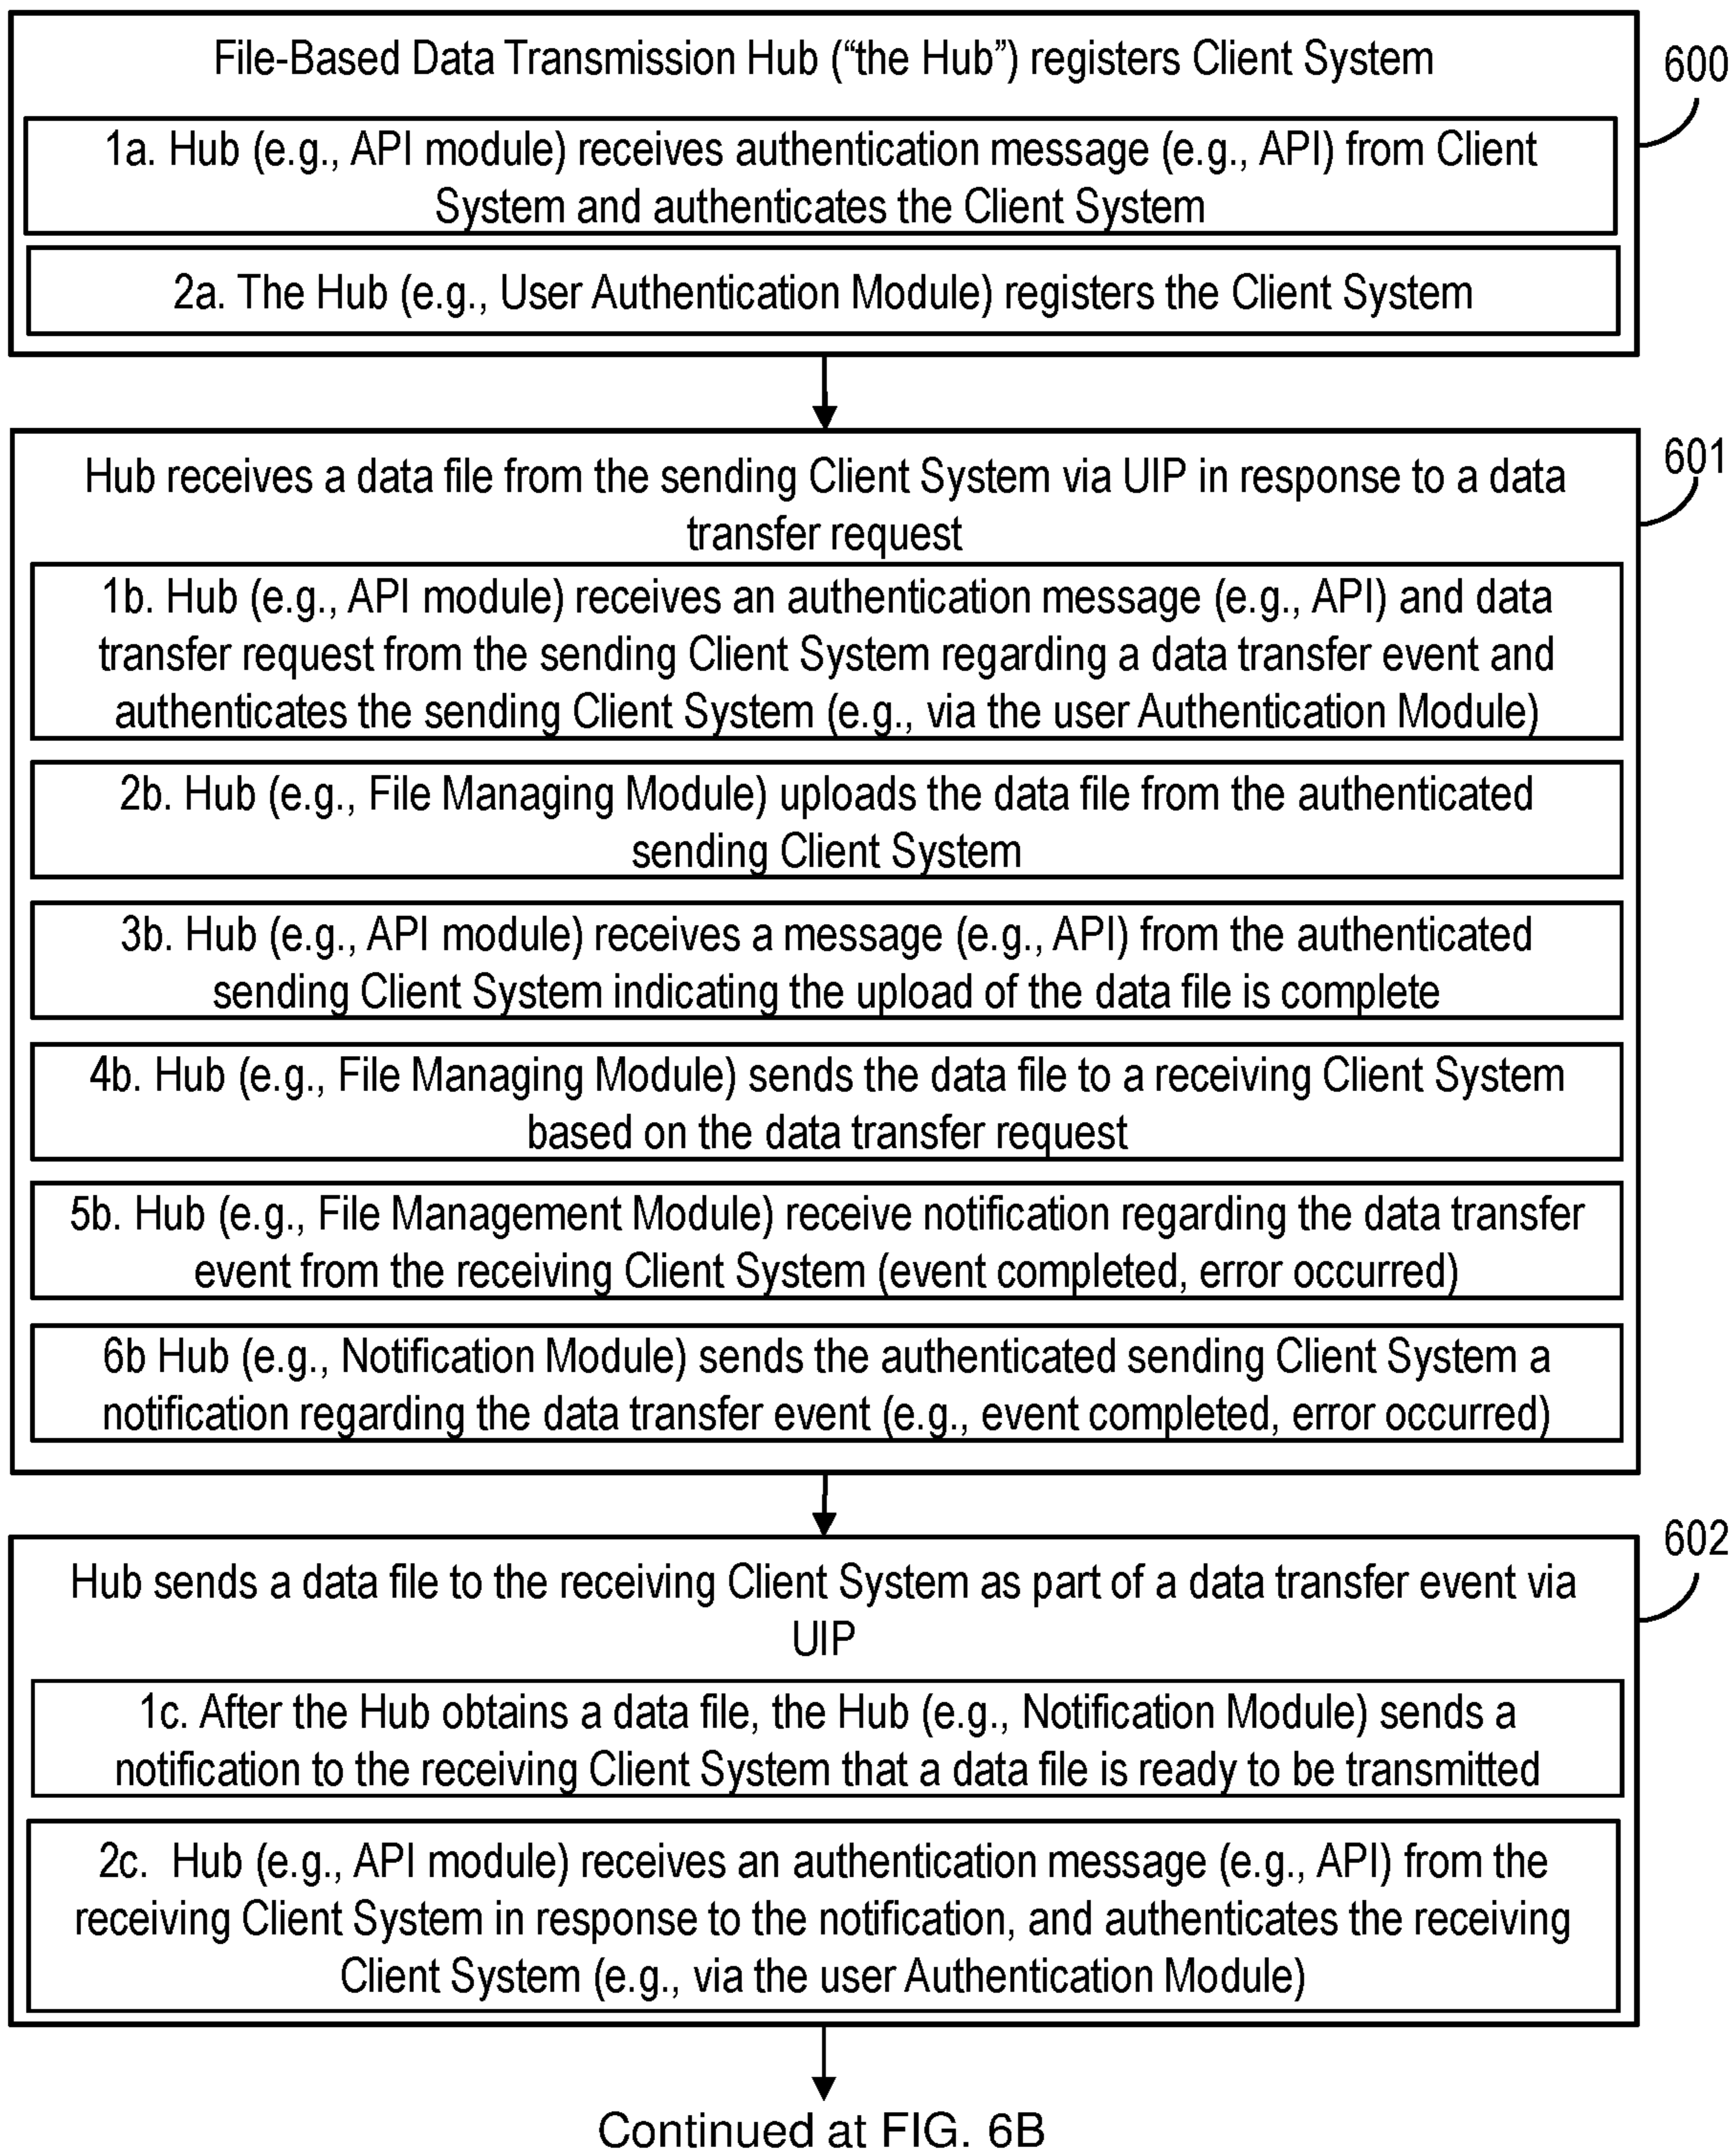 File-Based Data Transmission Hub (“the Hub”) registers Client System
600
1a. Hub (e.g., API module) receives authentication message (e.g., API) from Client
System and authenticates the Client System
2a. The Hub (e.g., User Authentication Module) registers the Client System
601
Hub receives a data file from the sending Client System via UIP in response to a data
transfer request
1b. Hub (e.g., API module) receives an authentication message (e.g., API) and data
transfer request from the sending Client System regarding a data transfer event and
authenticates the sending Client System (e.g., via the user Authentication Module)
2b. Hub (e.g., File Managing Module) uploads the data file from the authenticated
sending Client System
3b. Hub (e.g., API module) receives a message (e.g., API) from the authenticated
sending Client System indicating the upload of the data file is complete
4b. Hub (e.g., File Managing Module) sends the data file to a receiving Client System
based on the data transfer request
5b. Hub (e.g., File Management Module) receive notification regarding the data transfer
event from the receiving Client System (event completed, error occurred)
6b Hub (e.g., Notification Module) sends the authenticated sending Client System a
notification regarding the data transfer event (e.g., event completed, error occurred)
602
Hub sends a data file to the receiving Client System as part of a data transfer event via
UIP
1c. After the Hub obtains a data file, the Hub (e.g., Notification Module) sends a
notification to the receiving Client System that a data file is ready to be transmitted
2c. Hub (e.g., API module) receives an authentication message (e.g., API) from the
receiving Client System in response to the notification, and authenticates the receiving
Client System (e.g., via the user Authentication Module)
Continued at FIG. 6B